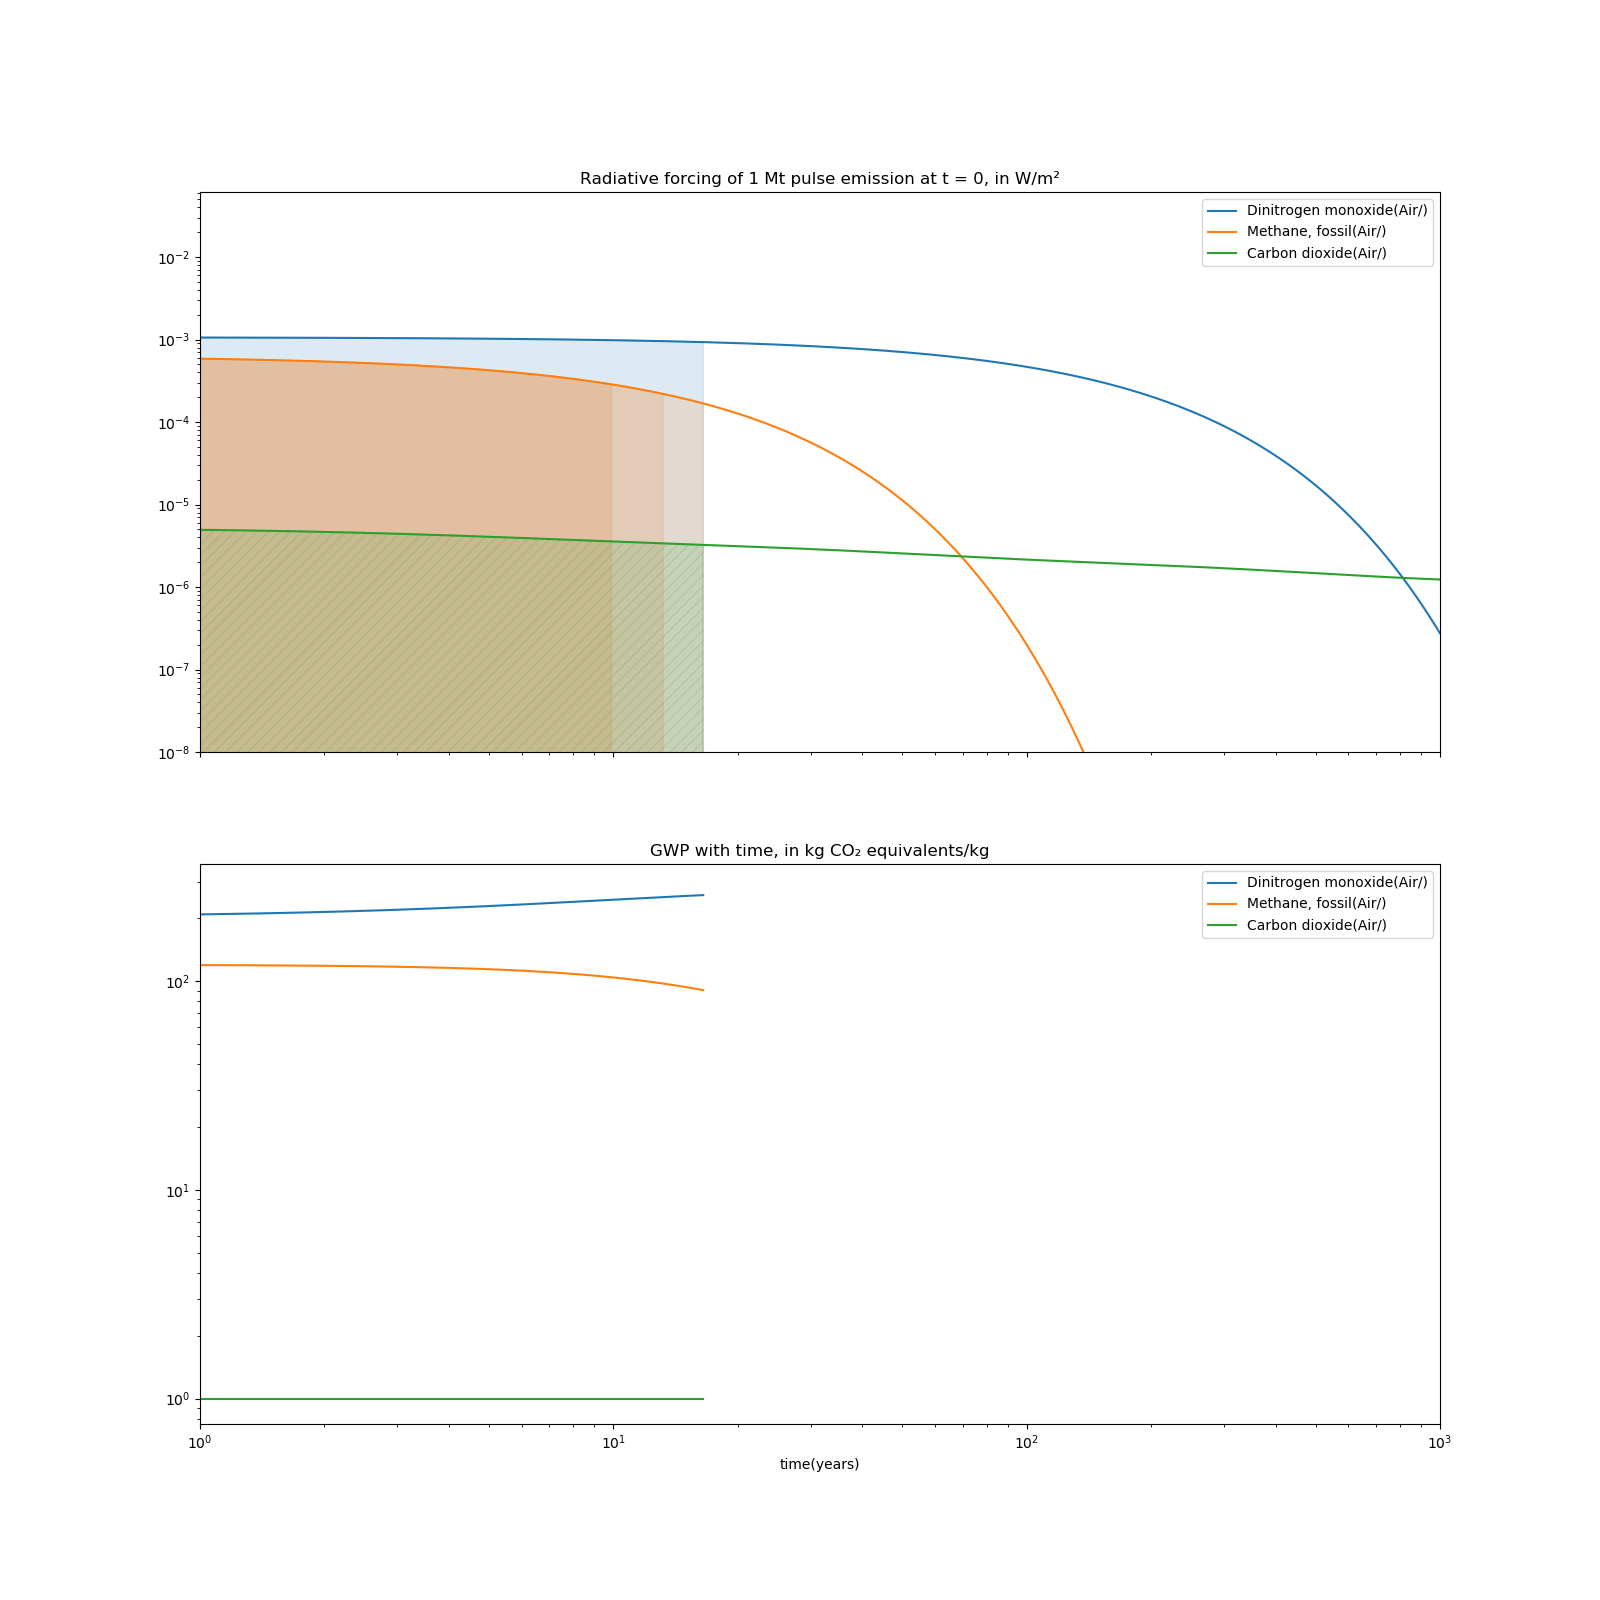 Radiative forcing of 1 Mt pulse emission at t = 0, in W/m²
Dinitrogen monoxide(Air/)
Methane, fossil(Air/)
Carbon dioxide(Air/)
10⁻²
10⁻³
10⁻⁴
10⁻⁵
10⁻⁶
10⁻⁷
10⁻⁸
GWP with time, in kg CO₂ equivalents/kg
Dinitrogen monoxide(Air/)
Methane, fossil(Air/)
Carbon dioxide(Air/)
10²
10¹
10⁰
10⁰ 10¹ 10² 10³
time(years)